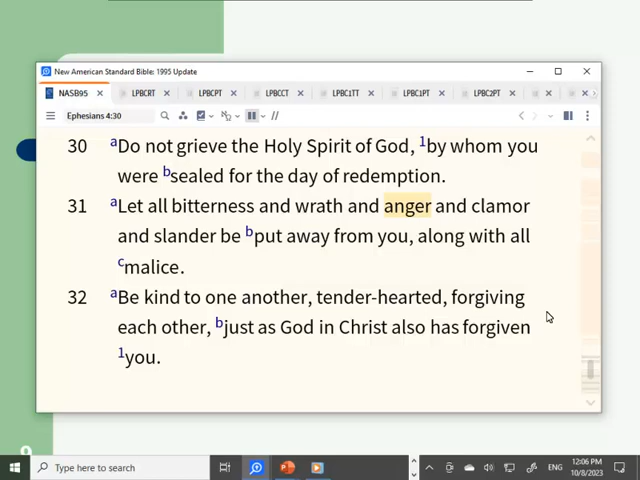 New American Standard Bible: 1995 Update
NASB95 LPBCRT LPBCPT LPBCCT LPBC1TT LPBC1PT LPBC2PT
Ephesians 4:30
30 aDo not grieve the Holy Spirit of God, 1by whom you
were bsealed for the day of redemption.
31 aLet all bitterness and wrath and anger and clamor
and slander be bput away from you, along with all
cmalice.
32 aBe kind to one another, tender-hearted, forgiving
each other, bjust as God in Christ also has forgiven
1you.
9
Type here to search
ENG
12:06 PM
10/8/2023